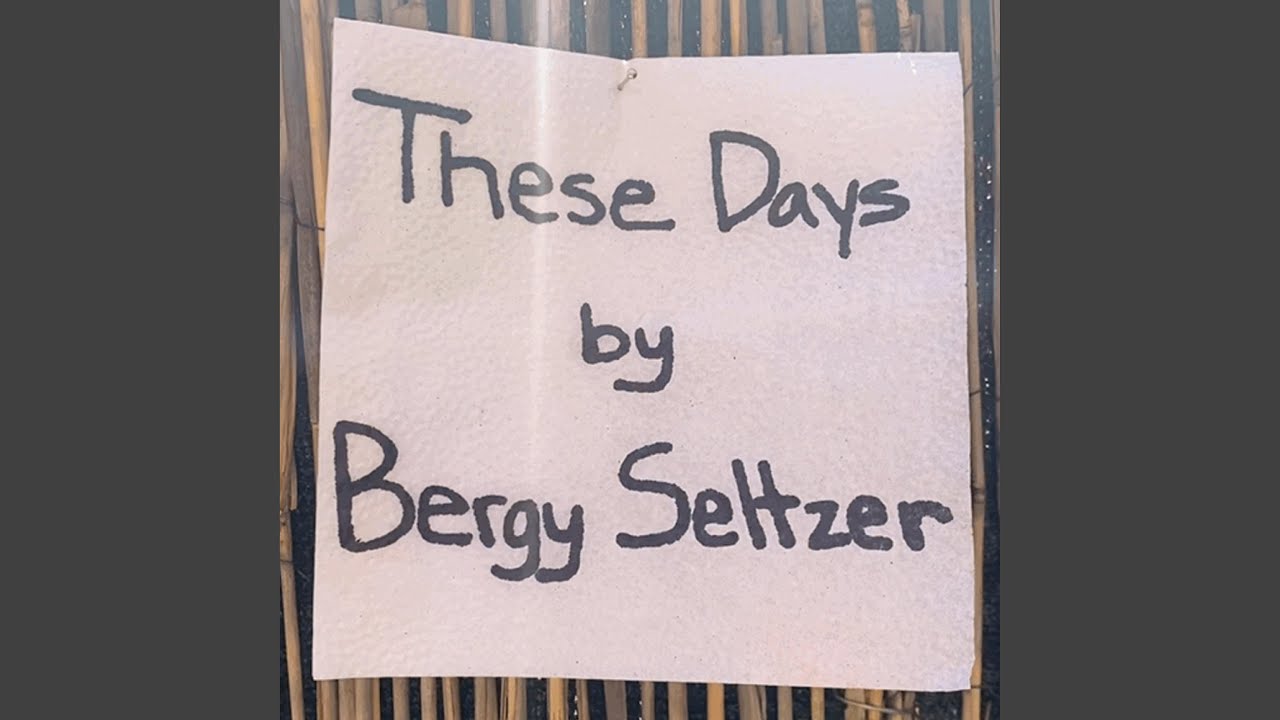 These Days
by
Bergy Seltzer